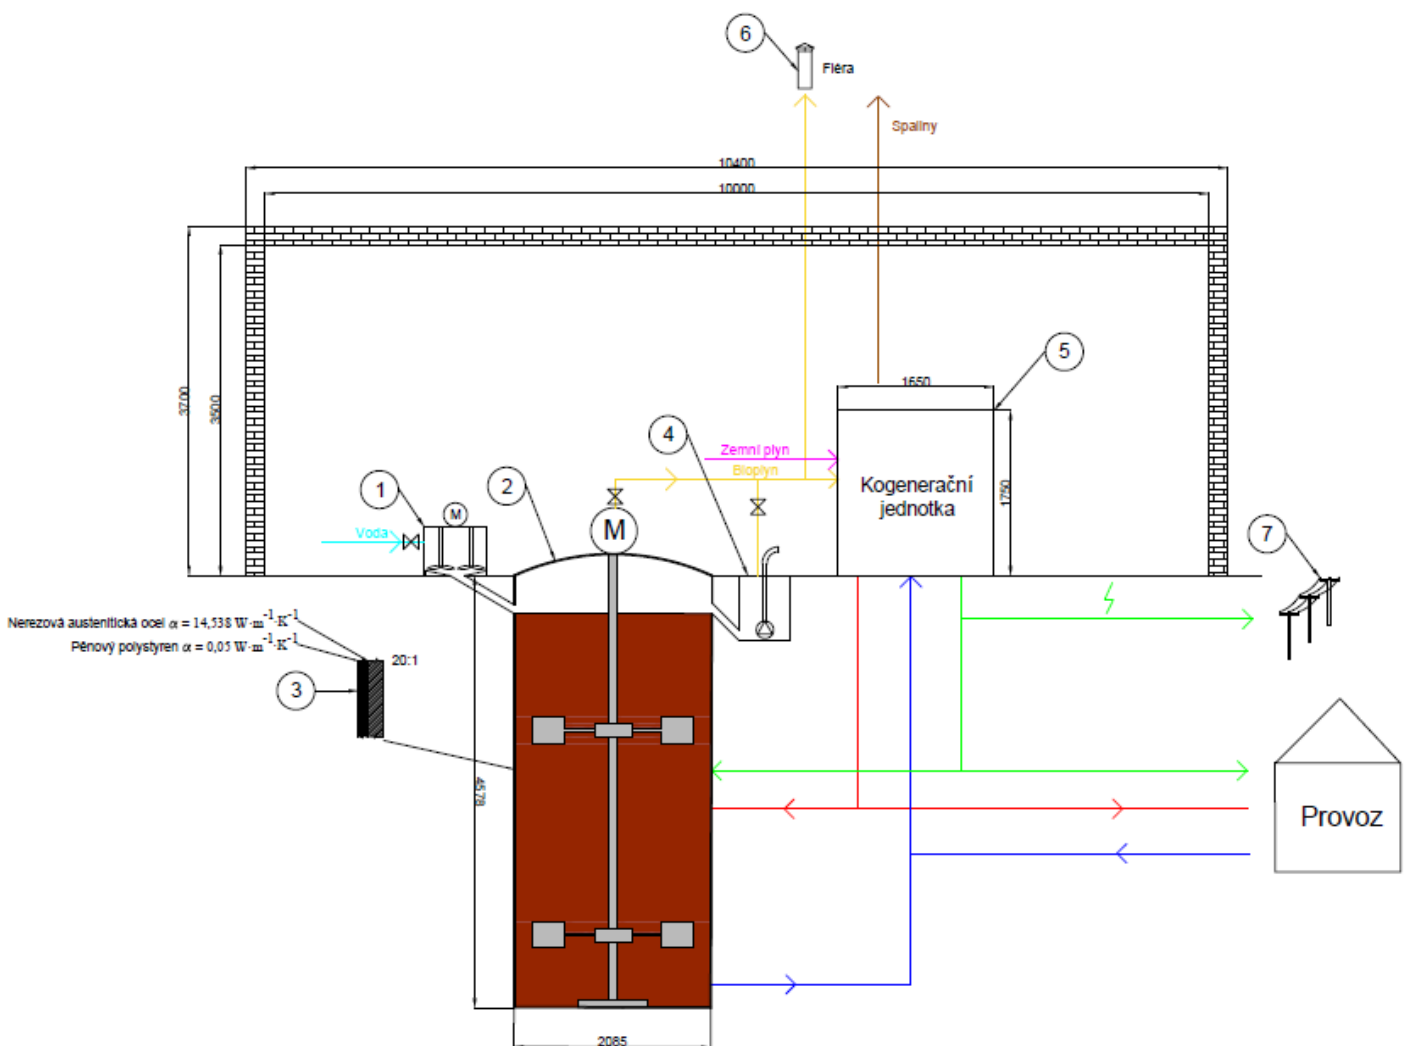 6
Fléra
Spaliny
10400
10000
3700
3500
5
1650
4
Zemní plyn
Bioplyn
Kogenerační
jednotka
1750
1
2
M
Voda
M
7
Nerezová austenitická ocel α = 14,538 W·m⁻¹·K⁻¹
Pěnový polystyren α = 0,05 W·m⁻¹·K⁻¹
20:1
3
4578
Provoz
2085